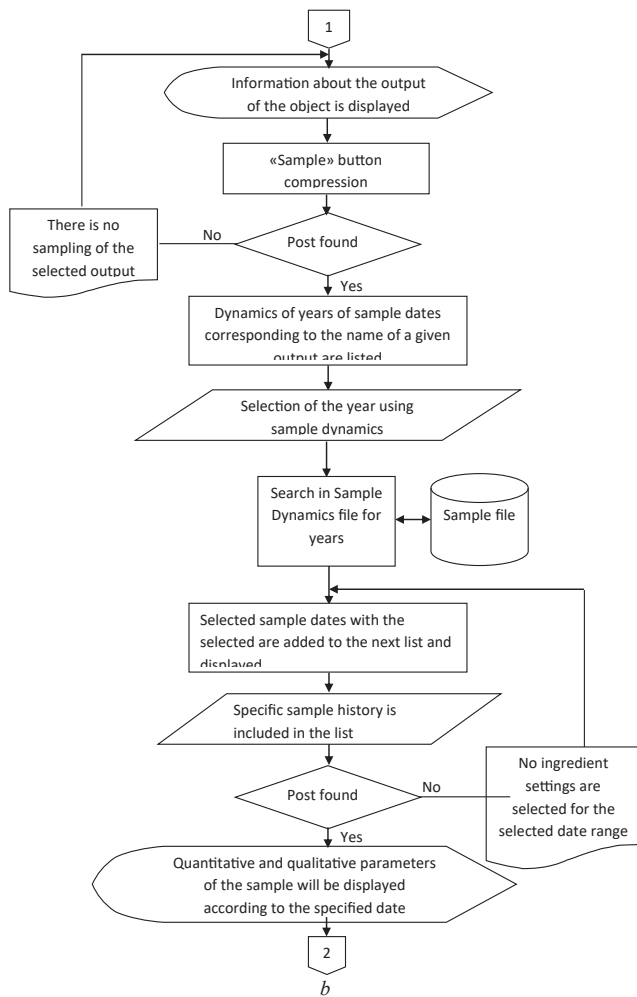 1
Information about the output
of the object is displayed
«Sample» button
compression
There is no
sampling of the
selected output
No
Post found
Yes
Dynamics of years of sample dates
corresponding to the name of a given
output are listed
Selection of the year using
sample dynamics
Search in Sample
Dynamics file for
years
Sample file
Selected sample dates with the
selected are added to the next list and
displayed
Specific sample history is
included in the list
Post found
No
No ingredient
settings are
selected for the
selected date range
Yes
Quantitative and qualitative parameters
of the sample will be displayed
according to the specified date
2
b